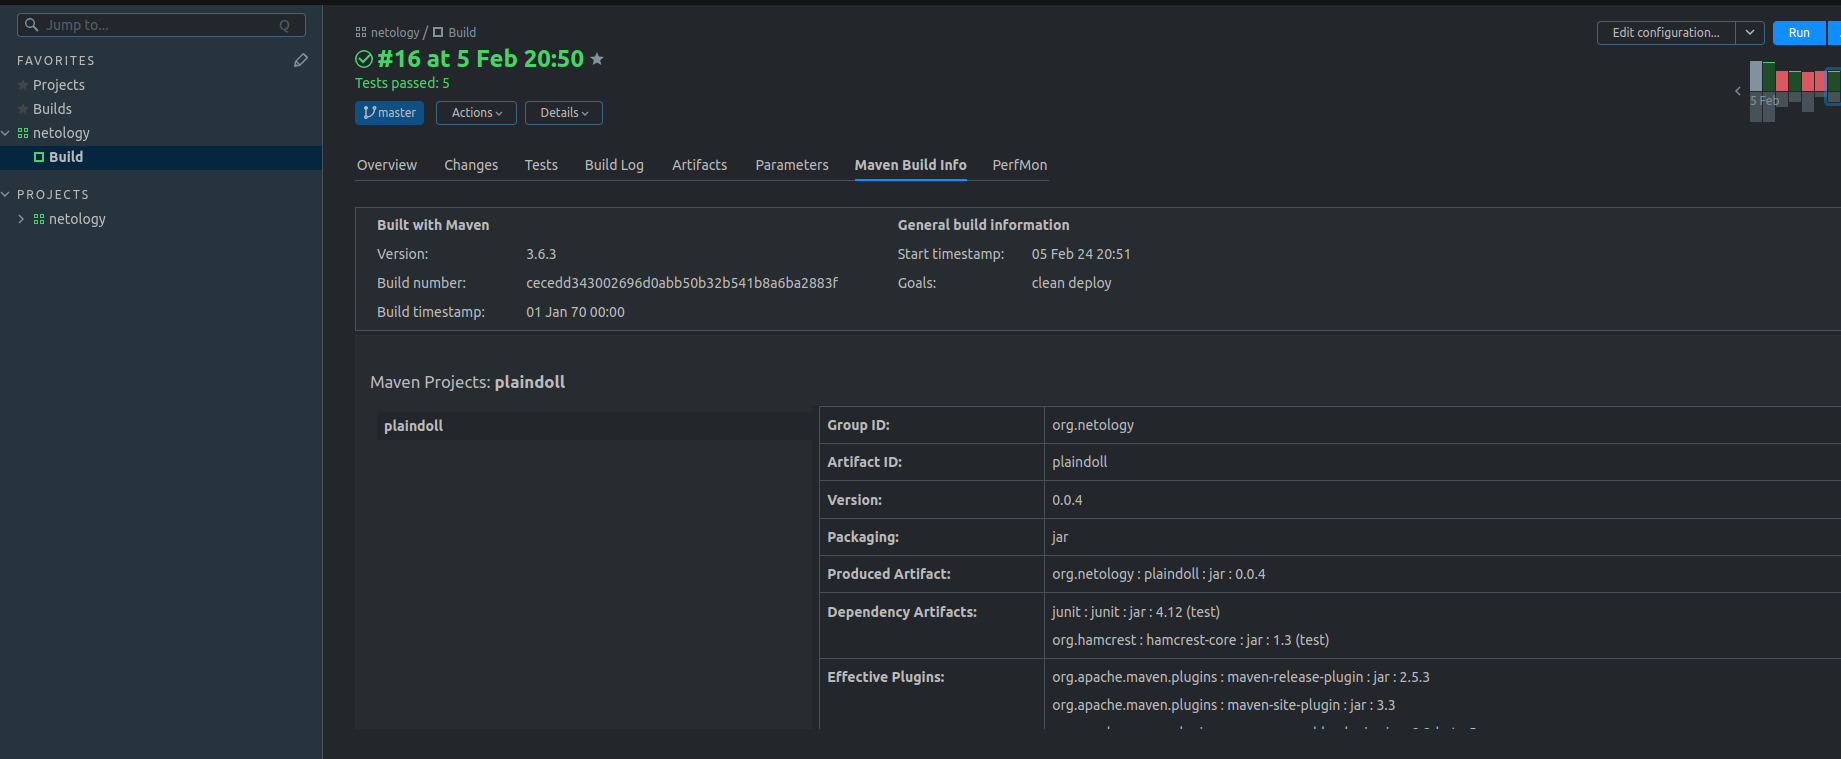 Jump to... Q
FAVORITES
Projects
Builds
netology
Build
PROJECTS
netology
netology / Build
#16 at 5 Feb 20:50
Tests passed: 5
master Actions Details
Edit configuration... Run
5 Feb
Overview Changes Tests Build Log Artifacts Parameters Maven Build Info PerfMon
Built with Maven
Version: 3.6.3
Build number: cecedd343002696d0abb50b32b541b8a6ba2883f
Build timestamp: 01 Jan 70 00:00
General build information
Start timestamp: 05 Feb 24 20:51
Goals: clean deploy
Maven Projects: plaindoll
plaindoll
Group ID: org.netology
Artifact ID: plaindoll
Version: 0.0.4
Packaging: jar
Produced Artifact: org.netology : plaindoll : jar : 0.0.4
Dependency Artifacts: junit : junit : jar : 4.12 (test)
org.hamcrest : hamcrest-core : jar : 1.3 (test)
Effective Plugins: org.apache.maven.plugins : maven-release-plugin : jar : 2.5.3
org.apache.maven.plugins : maven-site-plugin : jar : 3.3